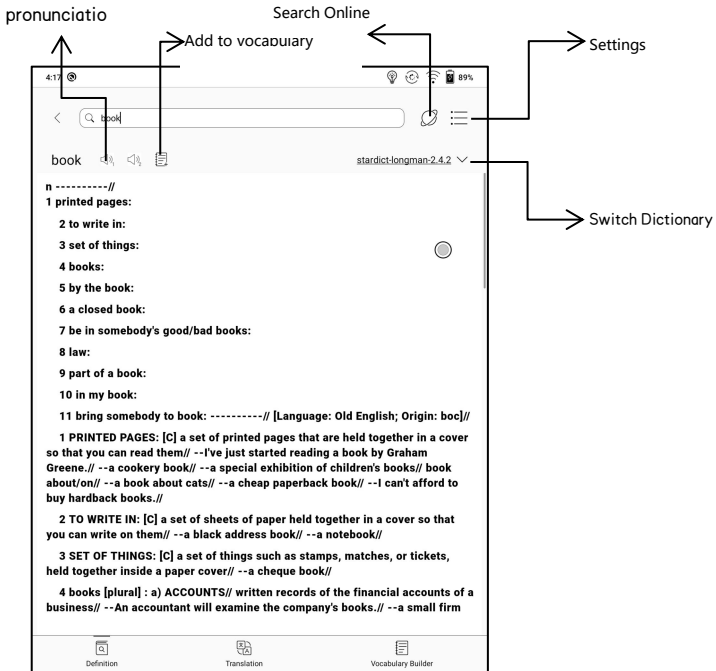 pronunciatio
Search Online
Add to vocabulary
Settings
4:17
89%
book
book
stardict-longman-2.4.2
Switch Dictionary
n ----------//
1 printed pages:
2 to write in:
3 set of things:
4 books:
5 by the book:
6 a closed book:
7 be in somebody's good/bad books:
8 law:
9 part of a book:
10 in my book:
11 bring somebody to book: ----------// [Language: Old English; Origin: boc]//
1 PRINTED PAGES: [C] a set of printed pages that are held together in a cover
so that you can read them// --I've just started reading a book by Graham
Greene.// --a cookery book// --a special exhibition of children's books// book
about/on// --a book about cats// --a cheap paperback book// --I can't afford to
buy hardback books.//
2 TO WRITE IN: [C] a set of sheets of paper held together in a cover so that
you can write on them// --a black address book// --a notebook//
3 SET OF THINGS: [C] a set of things such as stamps, matches, or tickets,
held together inside a paper cover// --a cheque book//
4 books [plural] : a) ACCOUNTS// written records of the financial accounts of a
business// --An accountant will examine the company's books.// --a small firm
Definition
Translation
Vocabulary Builder